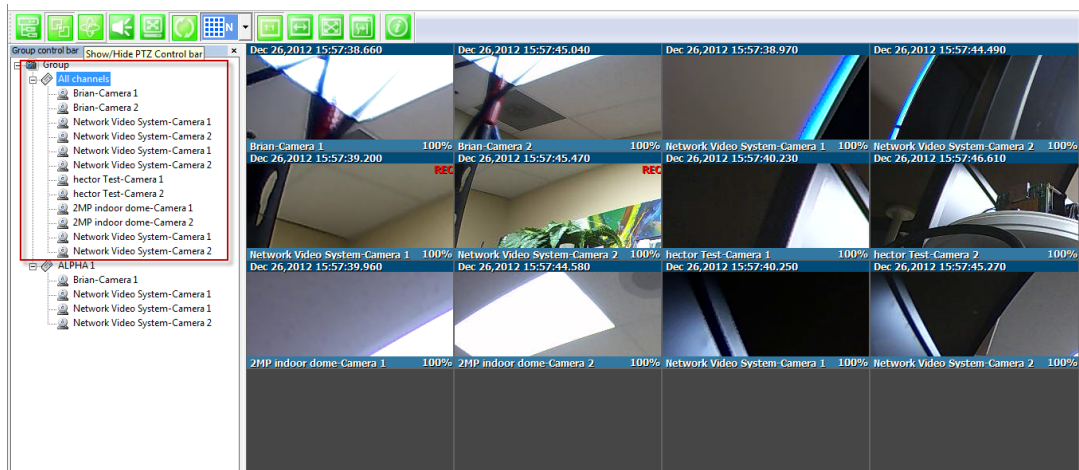 N
1:1
Group control bar
Show/Hide PTZ Control bar
×
Group
All channels
Brian-Camera 1
Brian-Camera 2
Network Video System-Camera 1
Network Video System-Camera 2
Network Video System-Camera 1
Network Video System-Camera 2
hector Test-Camera 1
hector Test-Camera 2
2MP indoor dome-Camera 1
2MP indoor dome-Camera 2
Network Video System-Camera 1
Network Video System-Camera 2
ALPHA 1
Brian-Camera 1
Network Video System-Camera 1
Network Video System-Camera 1
Network Video System-Camera 2
Dec 26,2012 15:57:38.660
Dec 26,2012 15:57:45.040
Dec 26,2012 15:57:38.970
Dec 26,2012 15:57:44.490
Brian-Camera 1 100%
Brian-Camera 2 100%
Network Video System-Camera 1 100%
Network Video System-Camera 2 100%
Dec 26,2012 15:57:39.200
Dec 26,2012 15:57:45.470
Dec 26,2012 15:57:40.230
Dec 26,2012 15:57:46.610
REC
REC
Network Video System-Camera 1 100%
Network Video System-Camera 2 100%
hector Test-Camera 1 100%
hector Test-Camera 2 100%
Dec 26,2012 15:57:39.960
Dec 26,2012 15:57:44.580
Dec 26,2012 15:57:40.250
Dec 26,2012 15:57:45.270
2MP indoor dome-Camera 1 100%
2MP indoor dome-Camera 2 100%
Network Video System-Camera 1 100%
Network Video System-Camera 2 100%